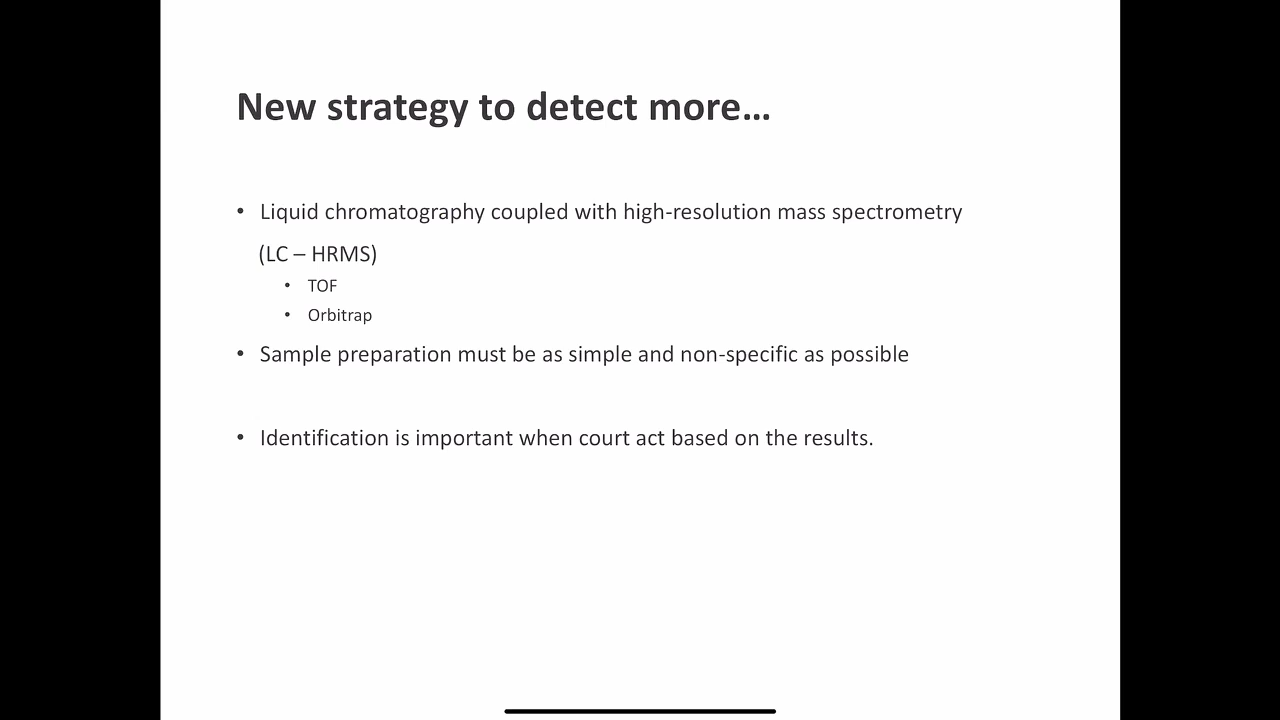 New strategy to detect more...
• Liquid chromatography coupled with high-resolution mass spectrometry
(LC – HRMS)
• TOF
• Orbitrap
• Sample preparation must be as simple and non-specific as possible
• Identification is important when court act based on the results.